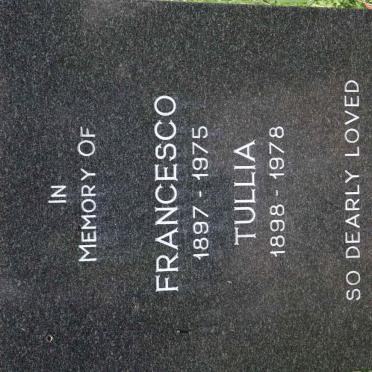 IN
MEMORY OF
FRANCESCO
1897 - 1975
TULLIA
1898 - 1978
SO DEARLY LOVED